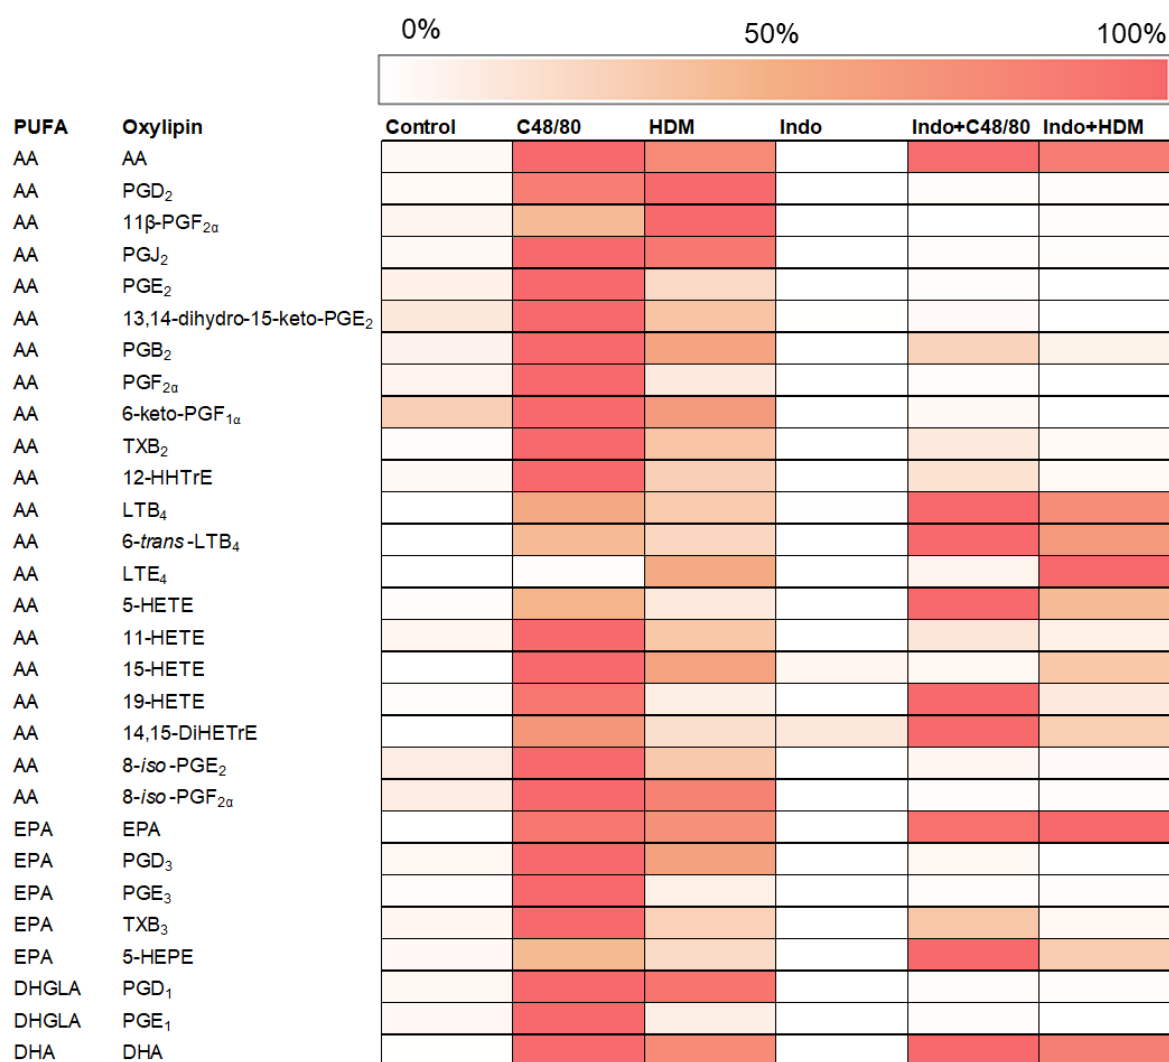 0% 50% 100%
PUFA Oxylipin Control C48/80 HDM Indo Indo+C48/80 Indo+HDM
AA AA
AA PGD₂
AA 11β-PGF₂α
AA PGJ₂
AA PGE₂
AA 13,14-dihydro-15-keto-PGE₂
AA PGB₂
AA PGF₂α
AA 6-keto-PGF₁α
AA TXB₂
AA 12-HHTrE
AA LTB₄
AA 6-trans-LTB₄
AA LTE₄
AA 5-HETE
AA 11-HETE
AA 15-HETE
AA 19-HETE
AA 14,15-DiHETrE
AA 8-iso-PGE₂
AA 8-iso-PGF₂α
EPA EPA
EPA PGD₃
EPA PGE₃
EPA TXB₃
EPA 5-HEPE
DHGLA PGD₁
DHGLA PGE₁
DHA DHA